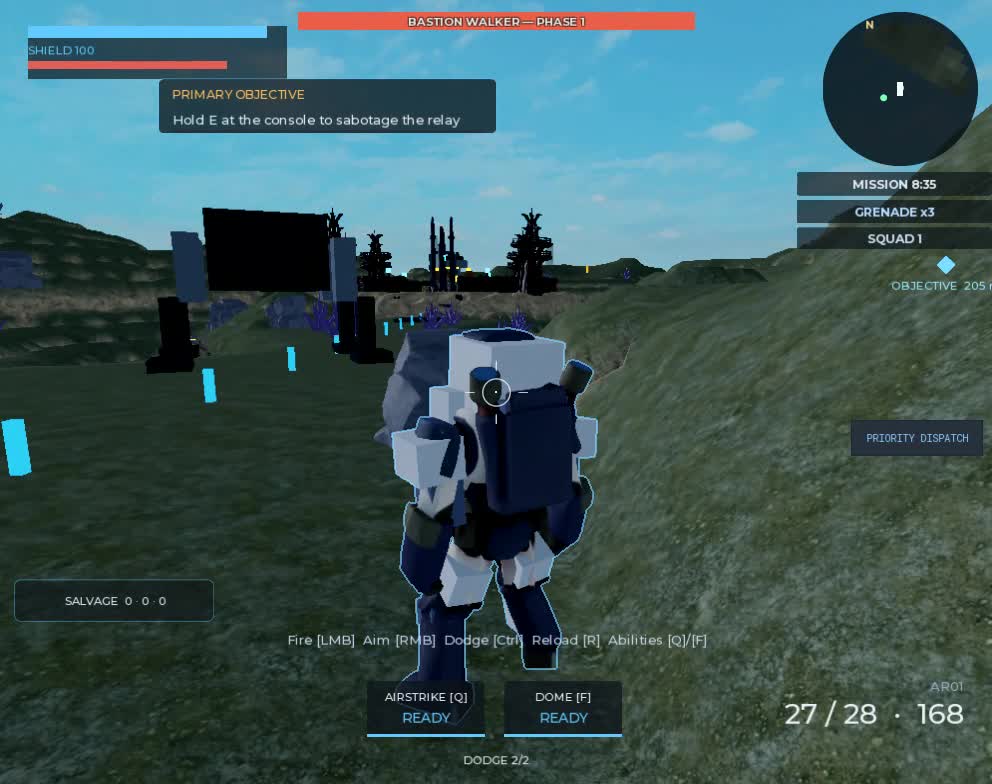 BASTION WALKER — PHASE 1
SHIELD 100
PRIMARY OBJECTIVE
Hold E at the console to sabotage the relay
N
MISSION 8:35
GRENADE x3
SQUAD 1
OBJECTIVE 205
PRIORITY DISPATCH
SALVAGE 0 · 0 · 0
Fire [LMB] Aim [RMB] Dodge [Ctrl] Reload [R] Abilities [Q]/[F]
AIRSTRIKE [Q]
READY
DOME [F]
READY
AR01
27 / 28 · 168
DODGE 2/2